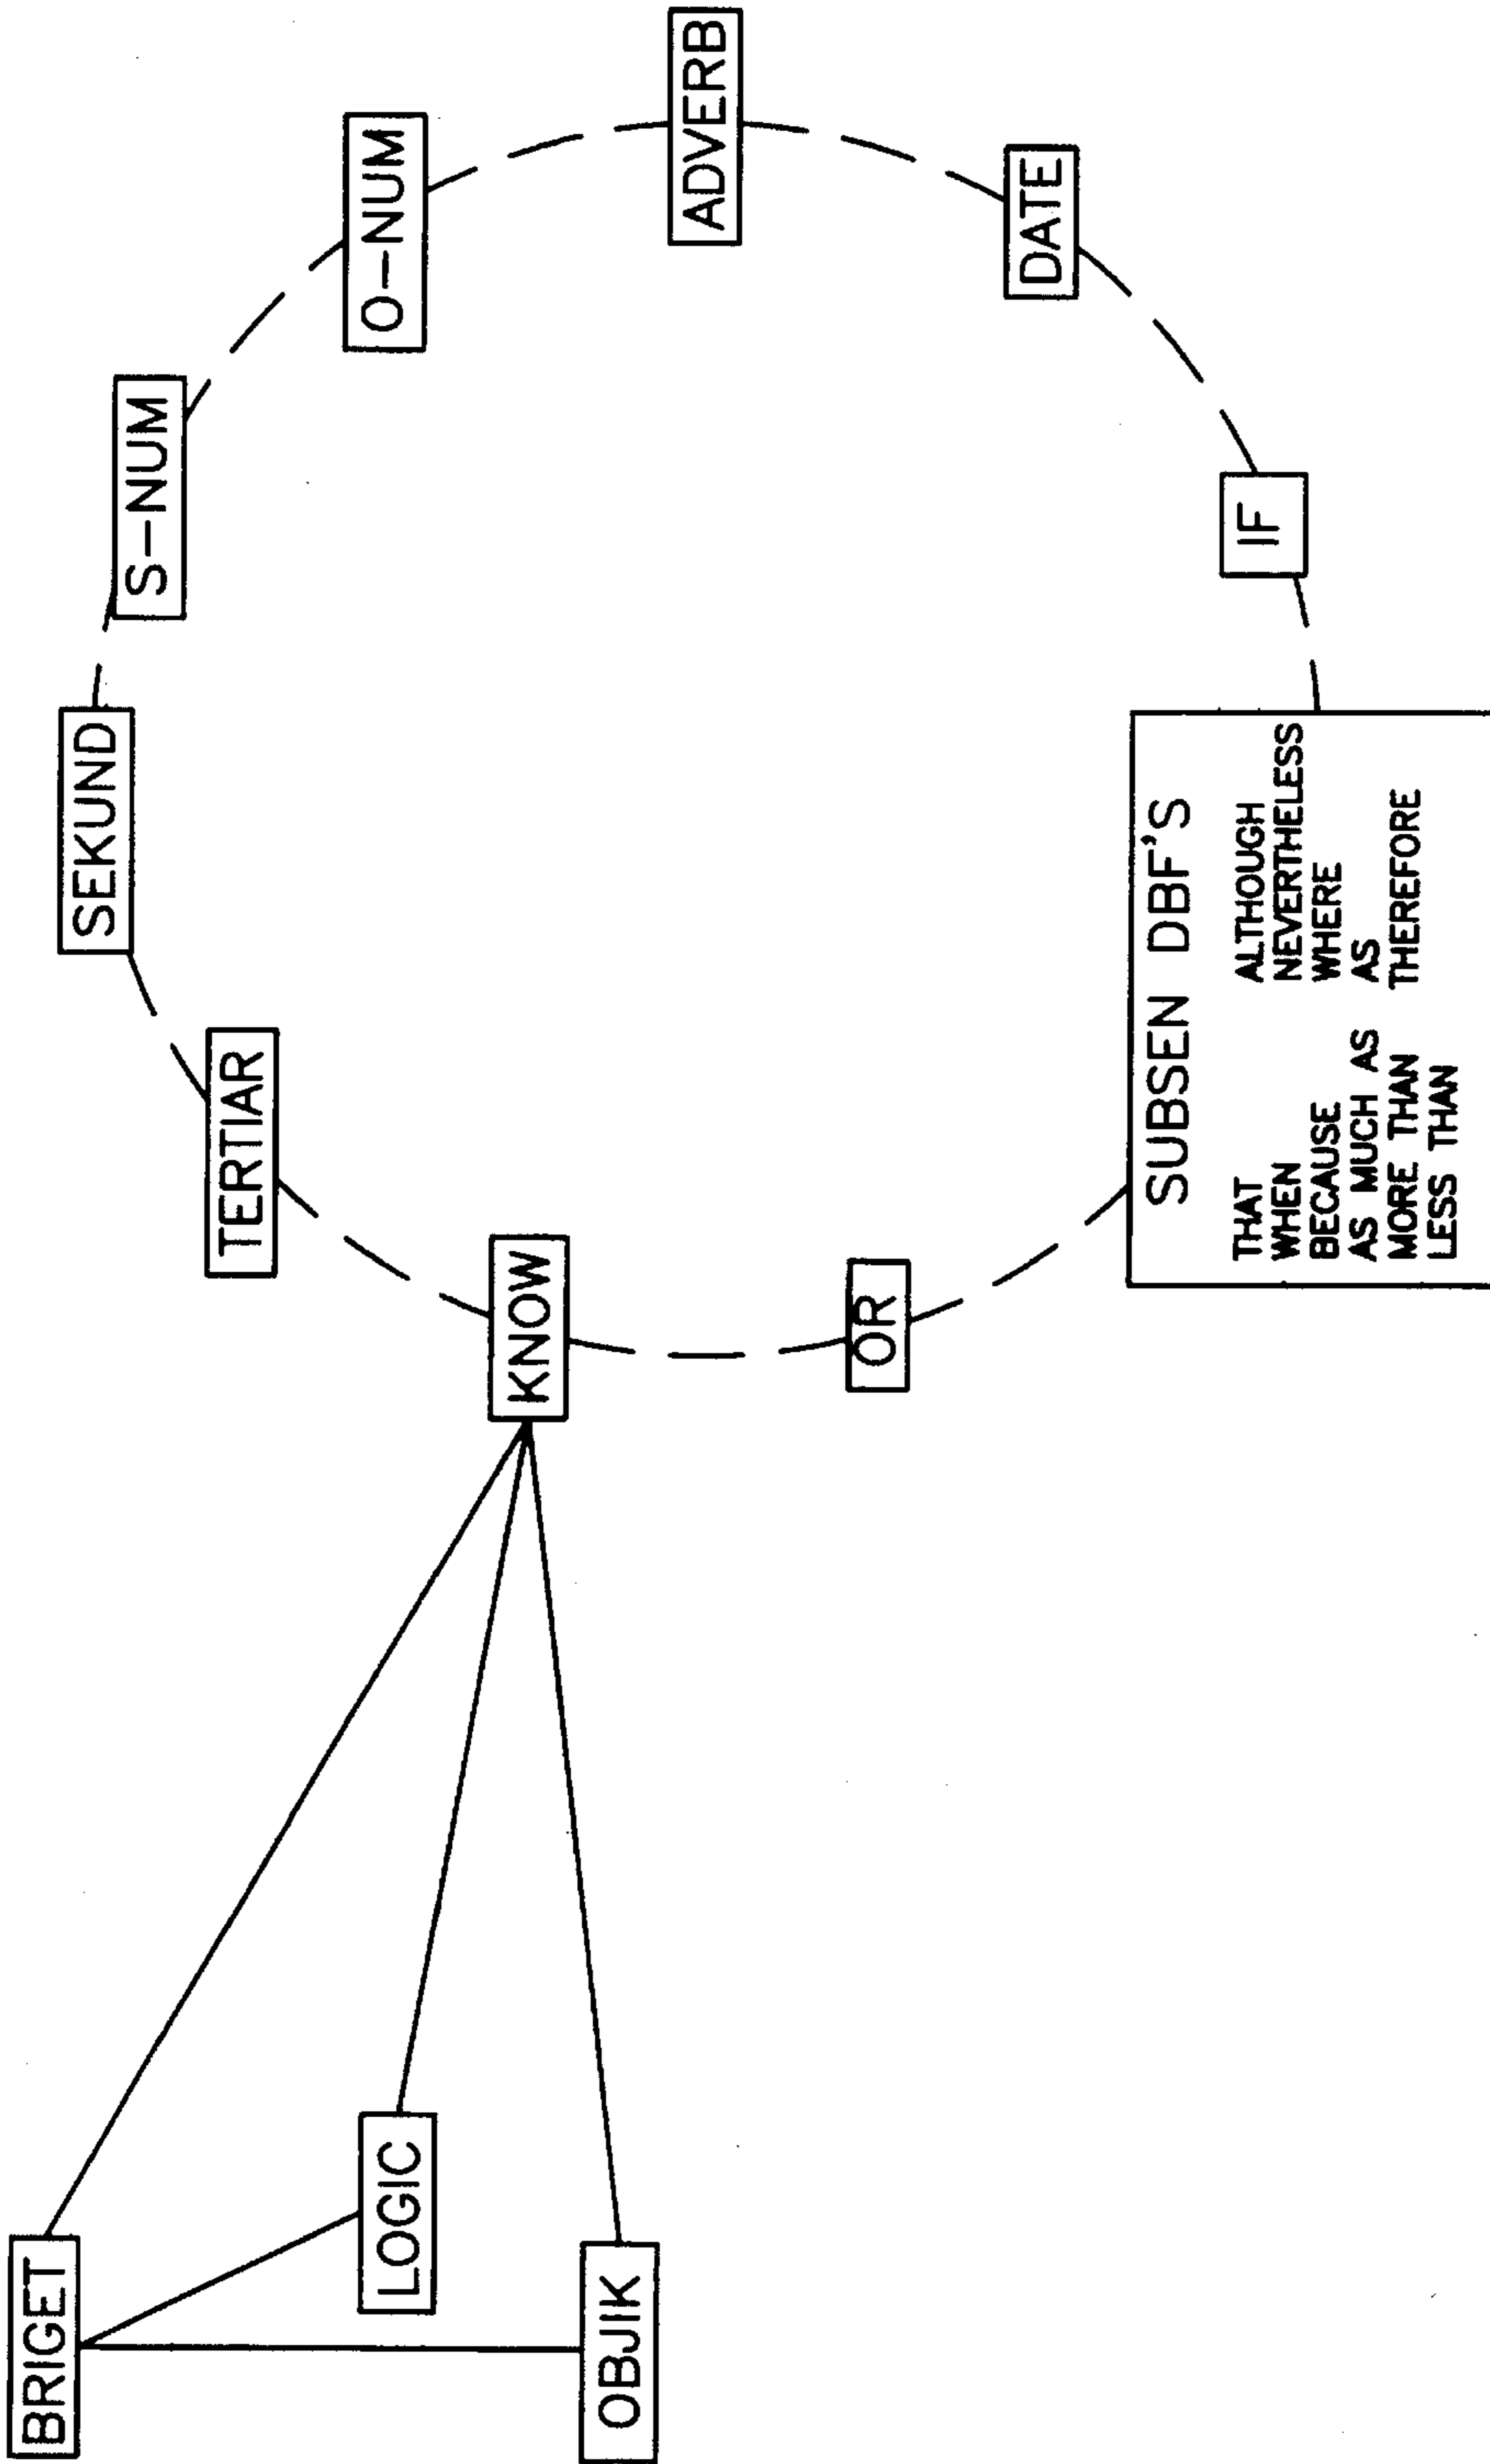 BRIGET
LOGIC
OBJIK
KNOW
TERTIAR
SEKUND
S-NUM
O-NUM
ADVERB
DATE
IF
OR
SUBSEN DBF'S
THAT ALTHOUGH
WHEN NEVERTHELESS
BECAUSE WHERE
AS MUCH AS AS
MORE THAN THEREFORE
LESS THAN